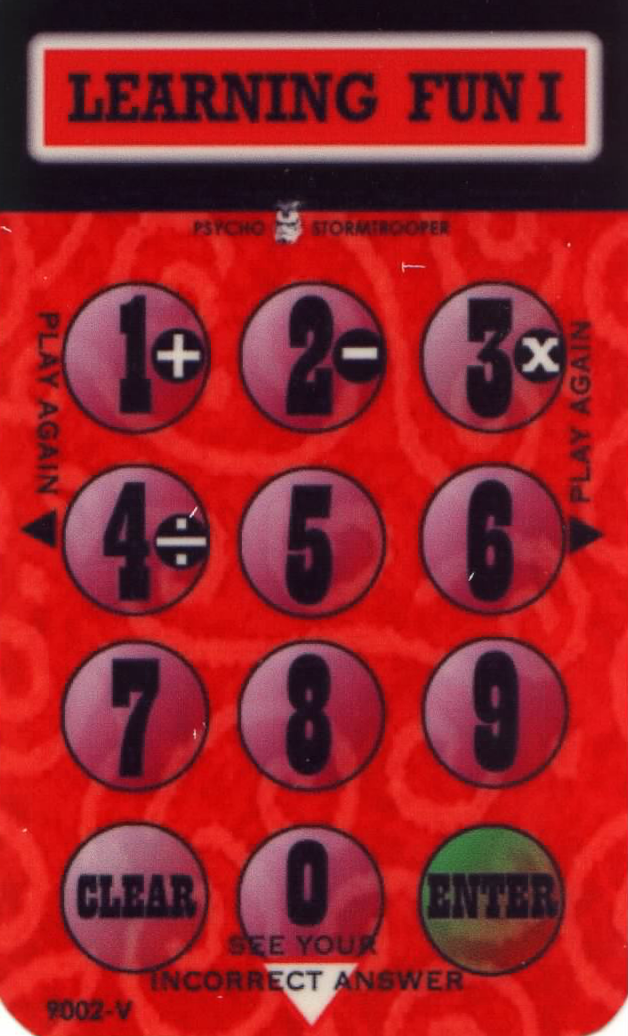 LEARNING FUN I
PSYCHO STORMTROOPER
PLAY AGAIN
PLAY AGAIN
1 + 2 - 3 x
4 ÷ 5 6
7 8 9
CLEAR 0 ENTER
SEE YOUR
INCORRECT ANSWER
9002-V